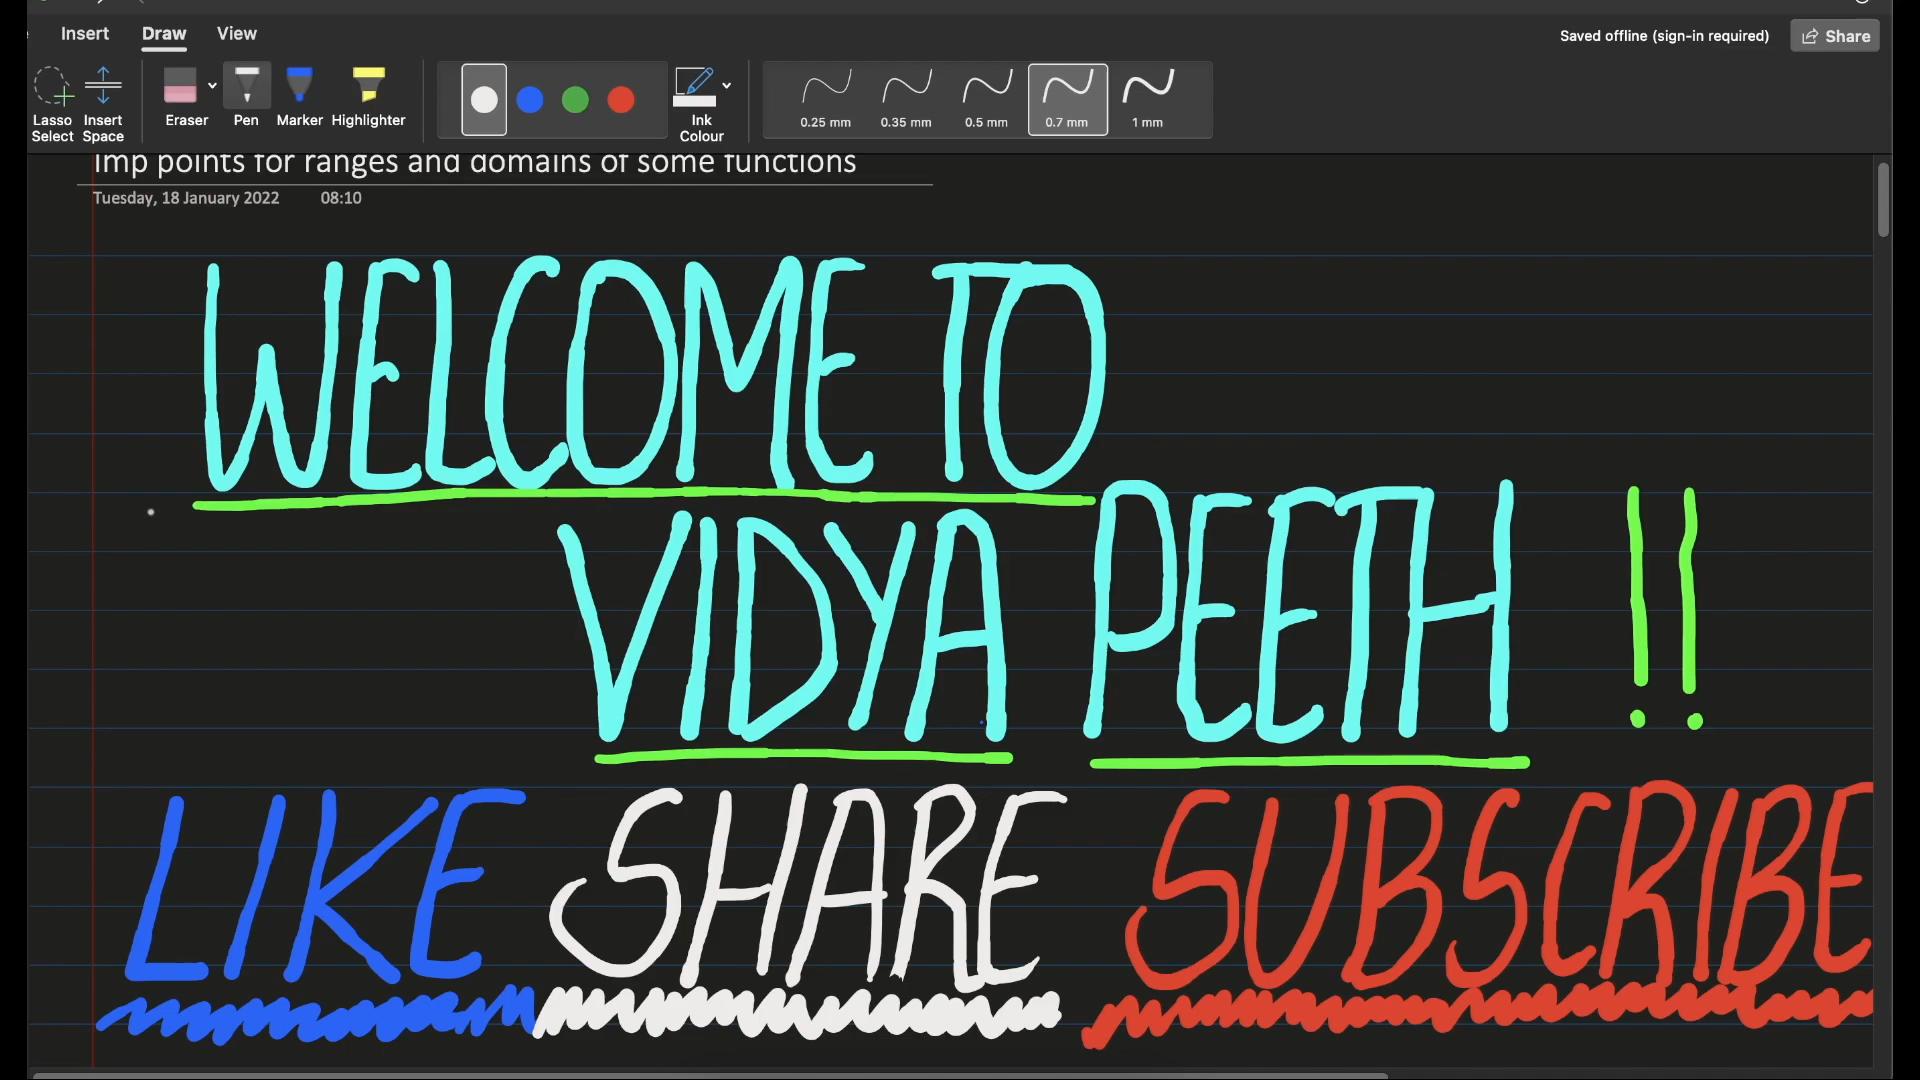 Insert Draw View Saved offline (sign-in required) Share
Lasso Select Insert Space Eraser Pen Marker Highlighter Ink Colour 0.25 mm 0.35 mm 0.5 mm 0.7 mm 1 mm
Imp points for ranges and domains of some functions
Tuesday, 18 January 2022 08:10
WELCOME TO
VIDYA PEETH !!
LIKE SHARE SUBSCRIBE